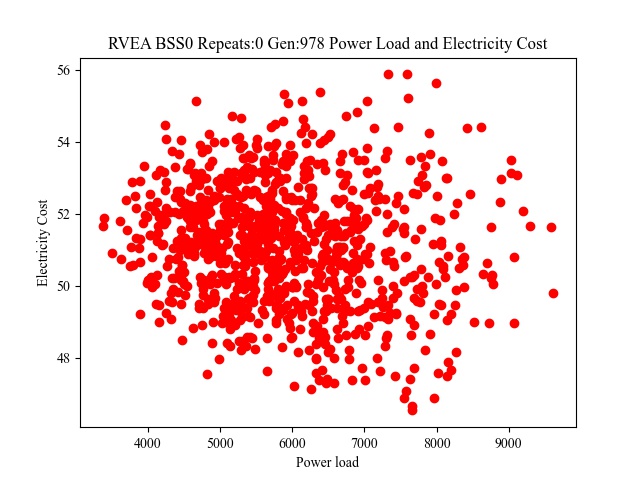 RVEA BSS0 Repeats:0 Gen:978 Power Load and Electricity Cost
56
54
52
50
48
Electricity Cost
4000 5000 6000 7000 8000 9000
Power load